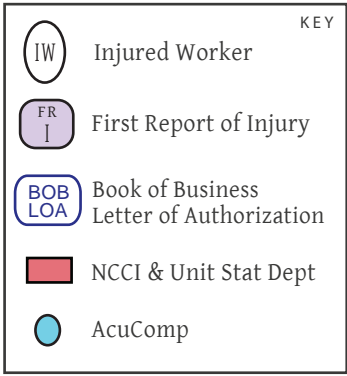 KEY
IW
Injured Worker
FR
I
First Report of Injury
BOB
LOA
Book of Business
Letter of Authorization
NCCI & Unit Stat Dept
AcuComp